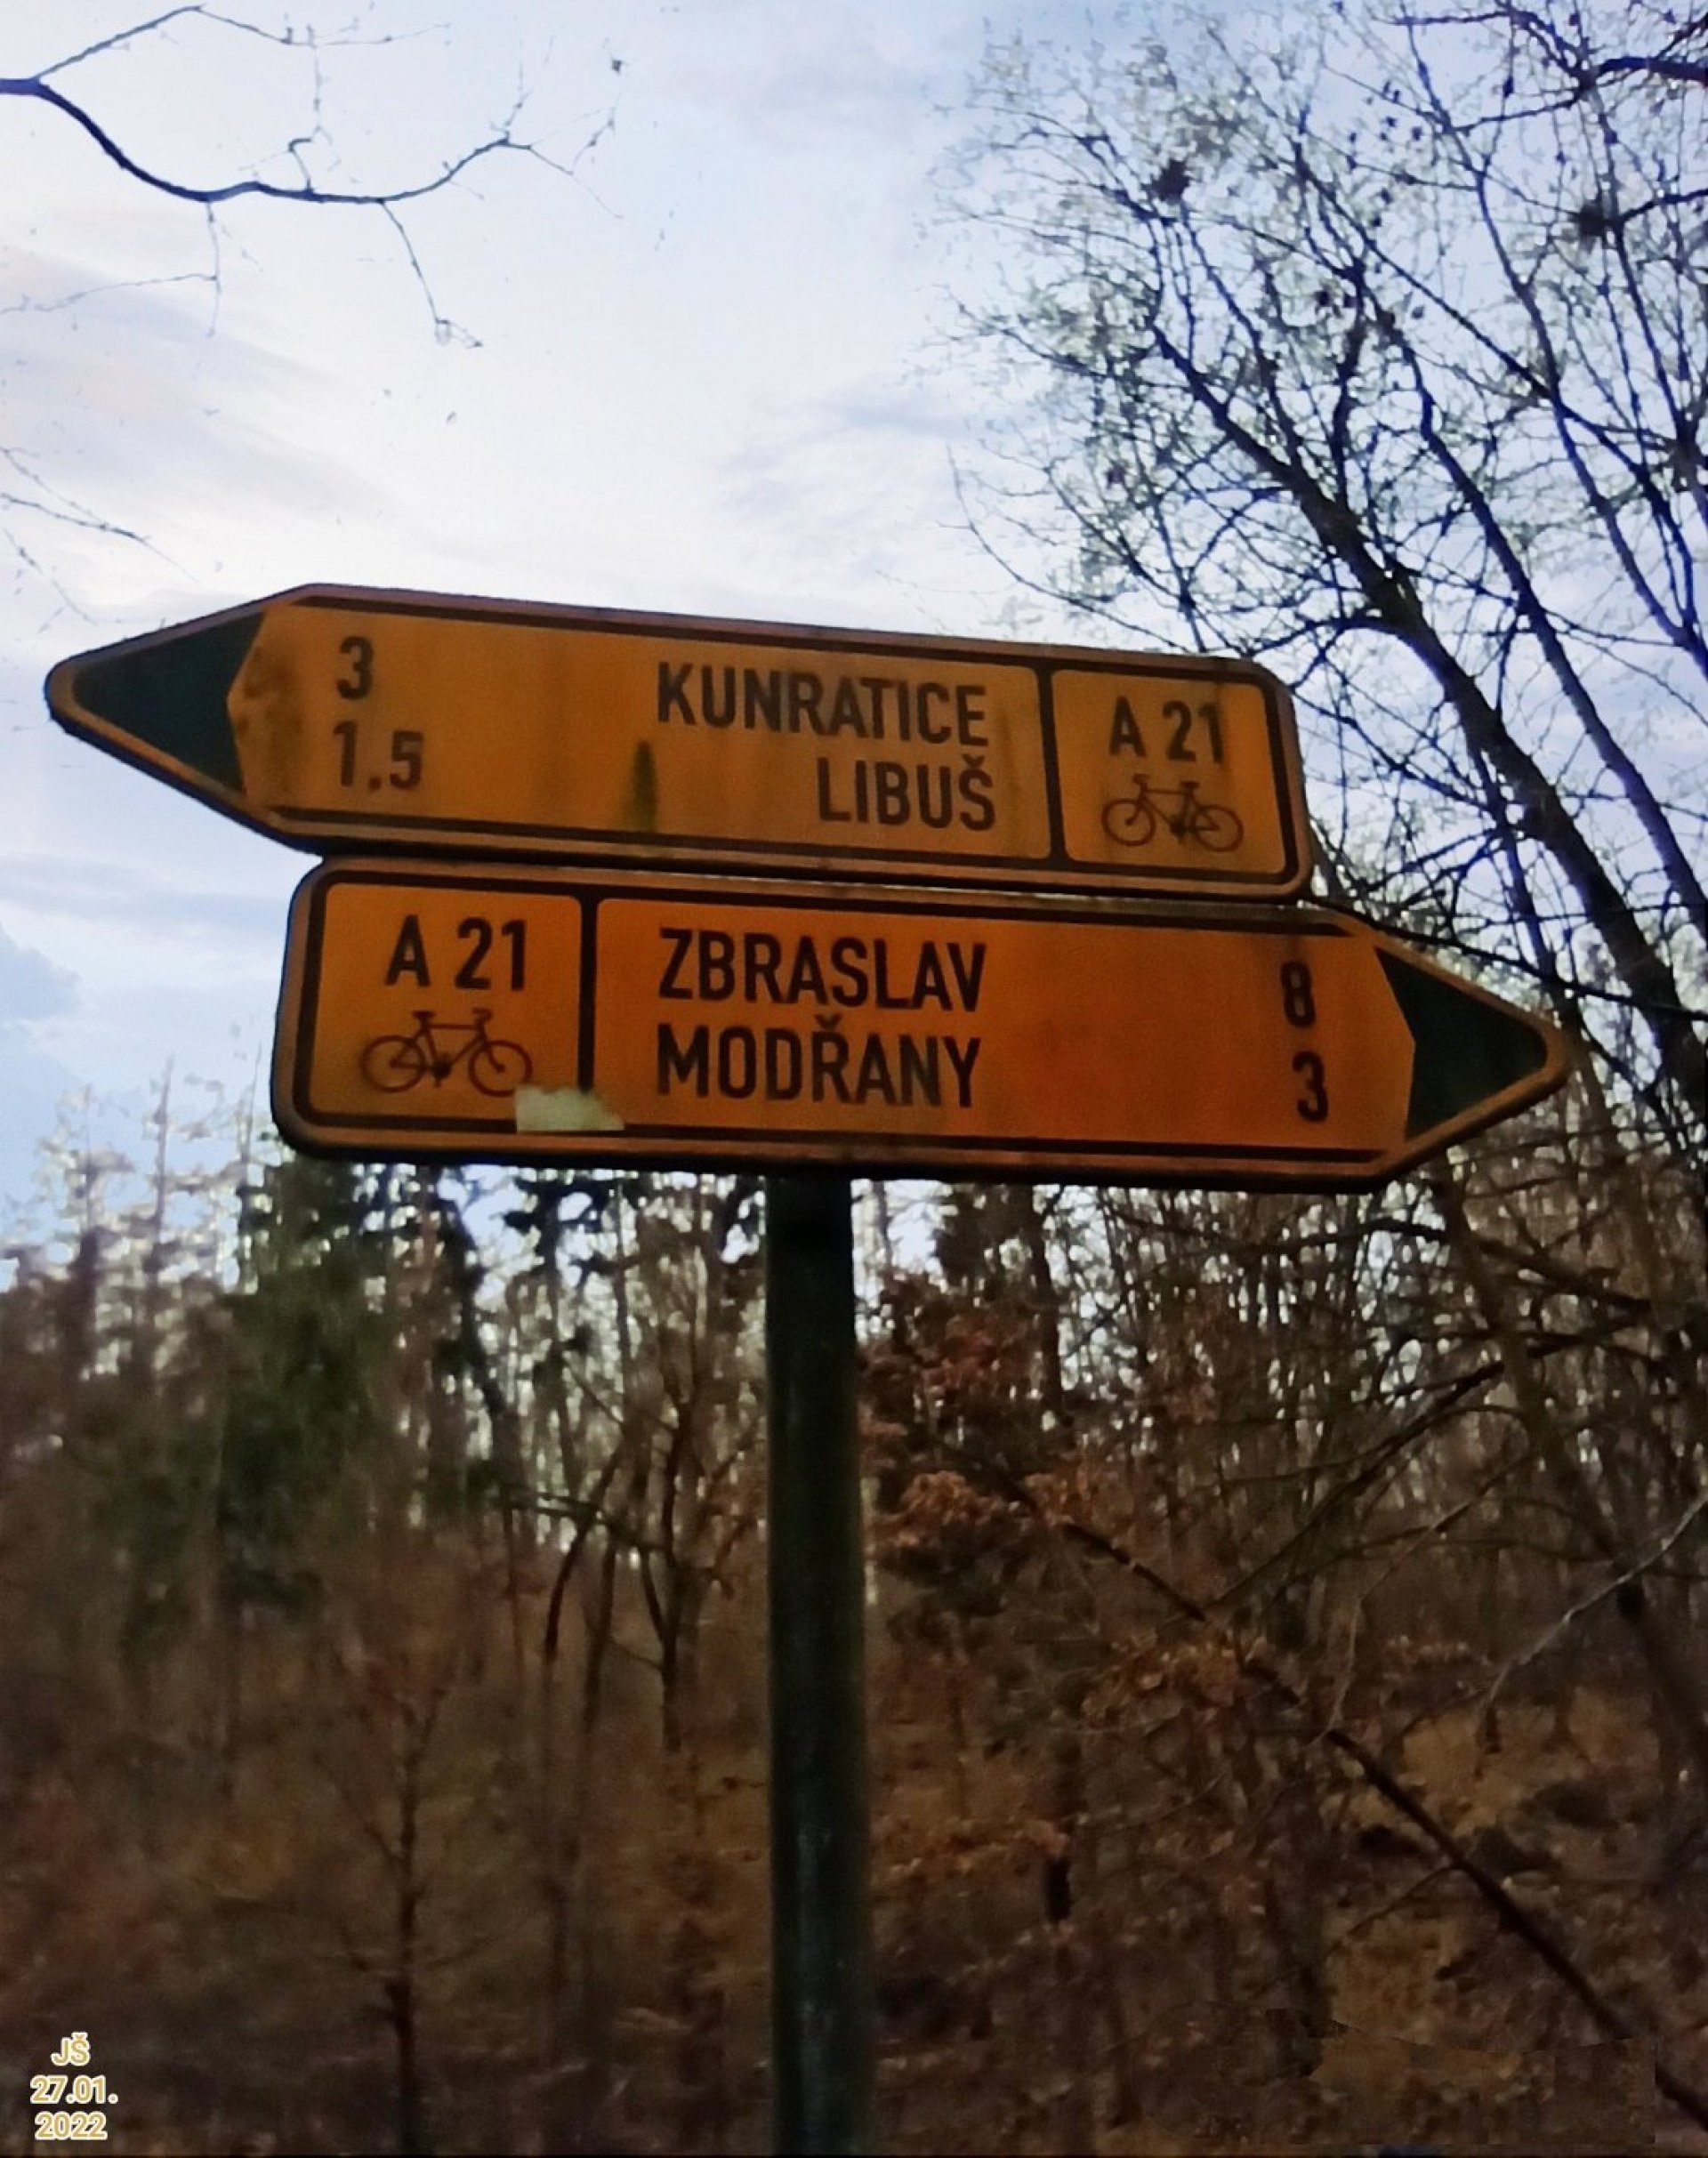 3 KUNRATICE A 21
1,5 LIBUŠ
A 21 ZBRASLAV 8
MODŘANY 3
JŠ
27.01.
2022